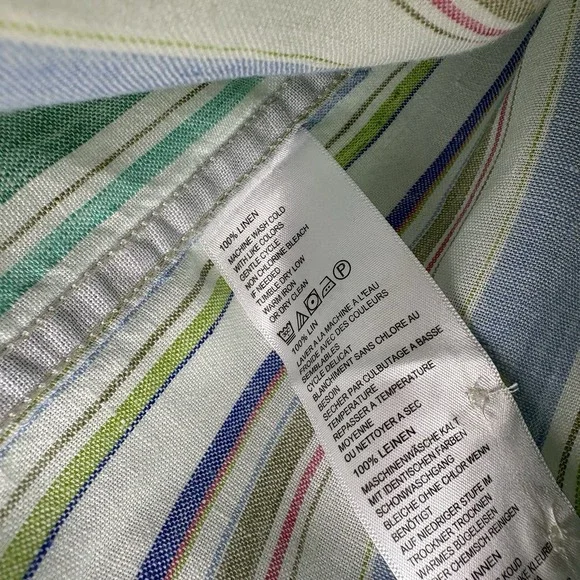 100% LINEN
MACHINE WASH COLD
WITH LIKE COLORS
GENTLE CYCLE
NON CHLORINE BLEACH
IF NEEDED
TUMBLE DRY LOW
WARM IRON
OR DRY CLEAN
P
100% LIN
LAVER A LA MACHINE A L'EAU
FROIDE AVEC DES COULEURS
SEMBLABLES
CYCLE DELICAT
BLANCHIMENT SANS CHLORE AU
BESOIN
SECHER PAR CULBUTAGE A BASSE
TEMPERATURE
REPASSER A TEMPERATURE
MOYENNE
OU NETTOYER A SEC
100% LEINEN
MASCHINENWÄSCHE KALT
MIT IDENTISCHEN FARBEN
SCHONWASCHGANG
BLEICHE OHNE CHLOR WENN
BENÖTIGT
AUF NIEDRIGER STUFE IM
TROCKNER TROCKNEN
WARMES BÜGELEISEN
CHEMISCH REINIGEN